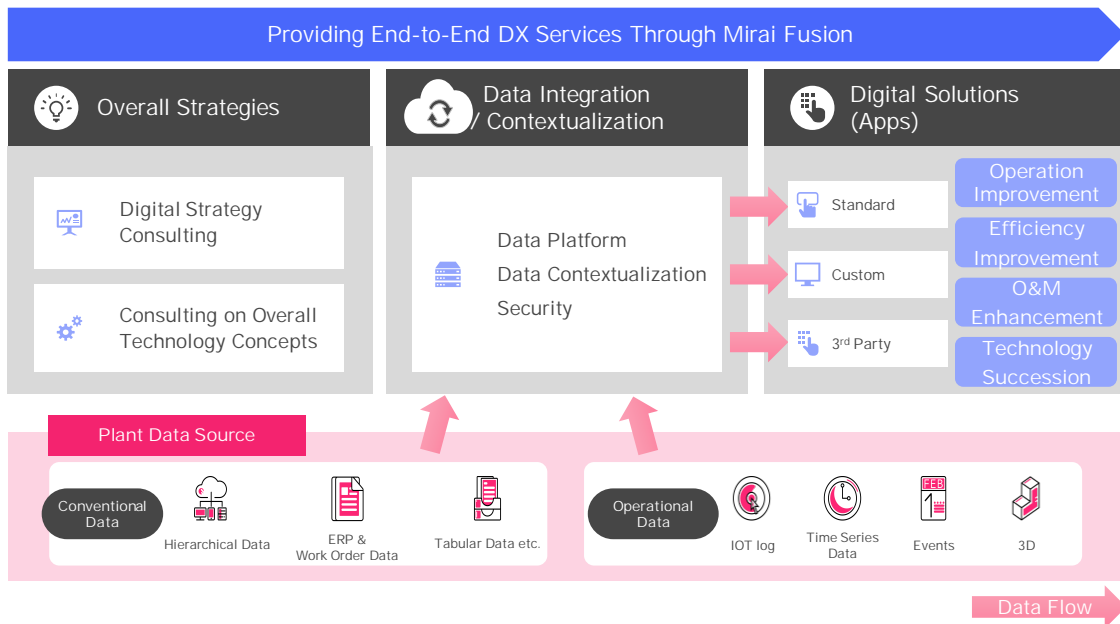 Providing End-to-End DX Services Through Mirai Fusion
Overall Strategies
Data Integration
/ Contextualization
Digital Solutions
(Apps)
Digital Strategy
Consulting
Consulting on Overall
Technology Concepts
Data Platform
Data Contextualization
Security
Standard
Custom
3rd Party
Operation
Improvement
Efficiency
Improvement
O&M
Enhancement
Technology
Succession
Plant Data Source
Conventional
Data
Hierarchical Data
ERP &
Work Order Data
Tabular Data etc.
Operational
Data
IOT log
Time Series
Data
FEB
1
Events
3D
Data Flow